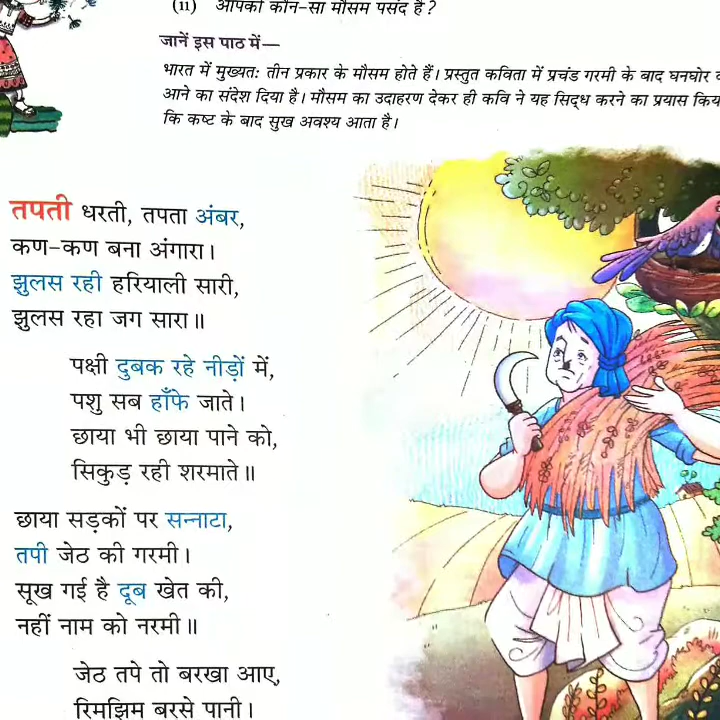 (11) आपको कौन-सा मौसम पसंद है?
जानें इस पाठ में—
भारत में मुख्यतः तीन प्रकार के मौसम होते हैं। प्रस्तुत कविता में प्रचंड गरमी के बाद घनघोर
आने का संदेश दिया है। मौसम का उदाहरण देकर ही कवि ने यह सिद्ध करने का प्रयास
कि कष्ट के बाद सुख अवश्य आता है।
तपती धरती, तपता अंबर,
कण-कण बना अंगारा।
झुलस रही हरियाली सारी,
झुलस रहा जग सारा॥
पक्षी दुबक रहे नीड़ों में,
पशु सब हाँफे जाते।
छाया भी छाया पाने को,
सिकुड़ रही शरमाते॥
छाया सड़कों पर सन्नाटा,
तपी जेठ की गरमी।
सूख गई है दूब खेत की,
नहीं नाम को नरमी॥
जेठ तपे तो बरखा आए,
रिमझिम बरसे पानी।